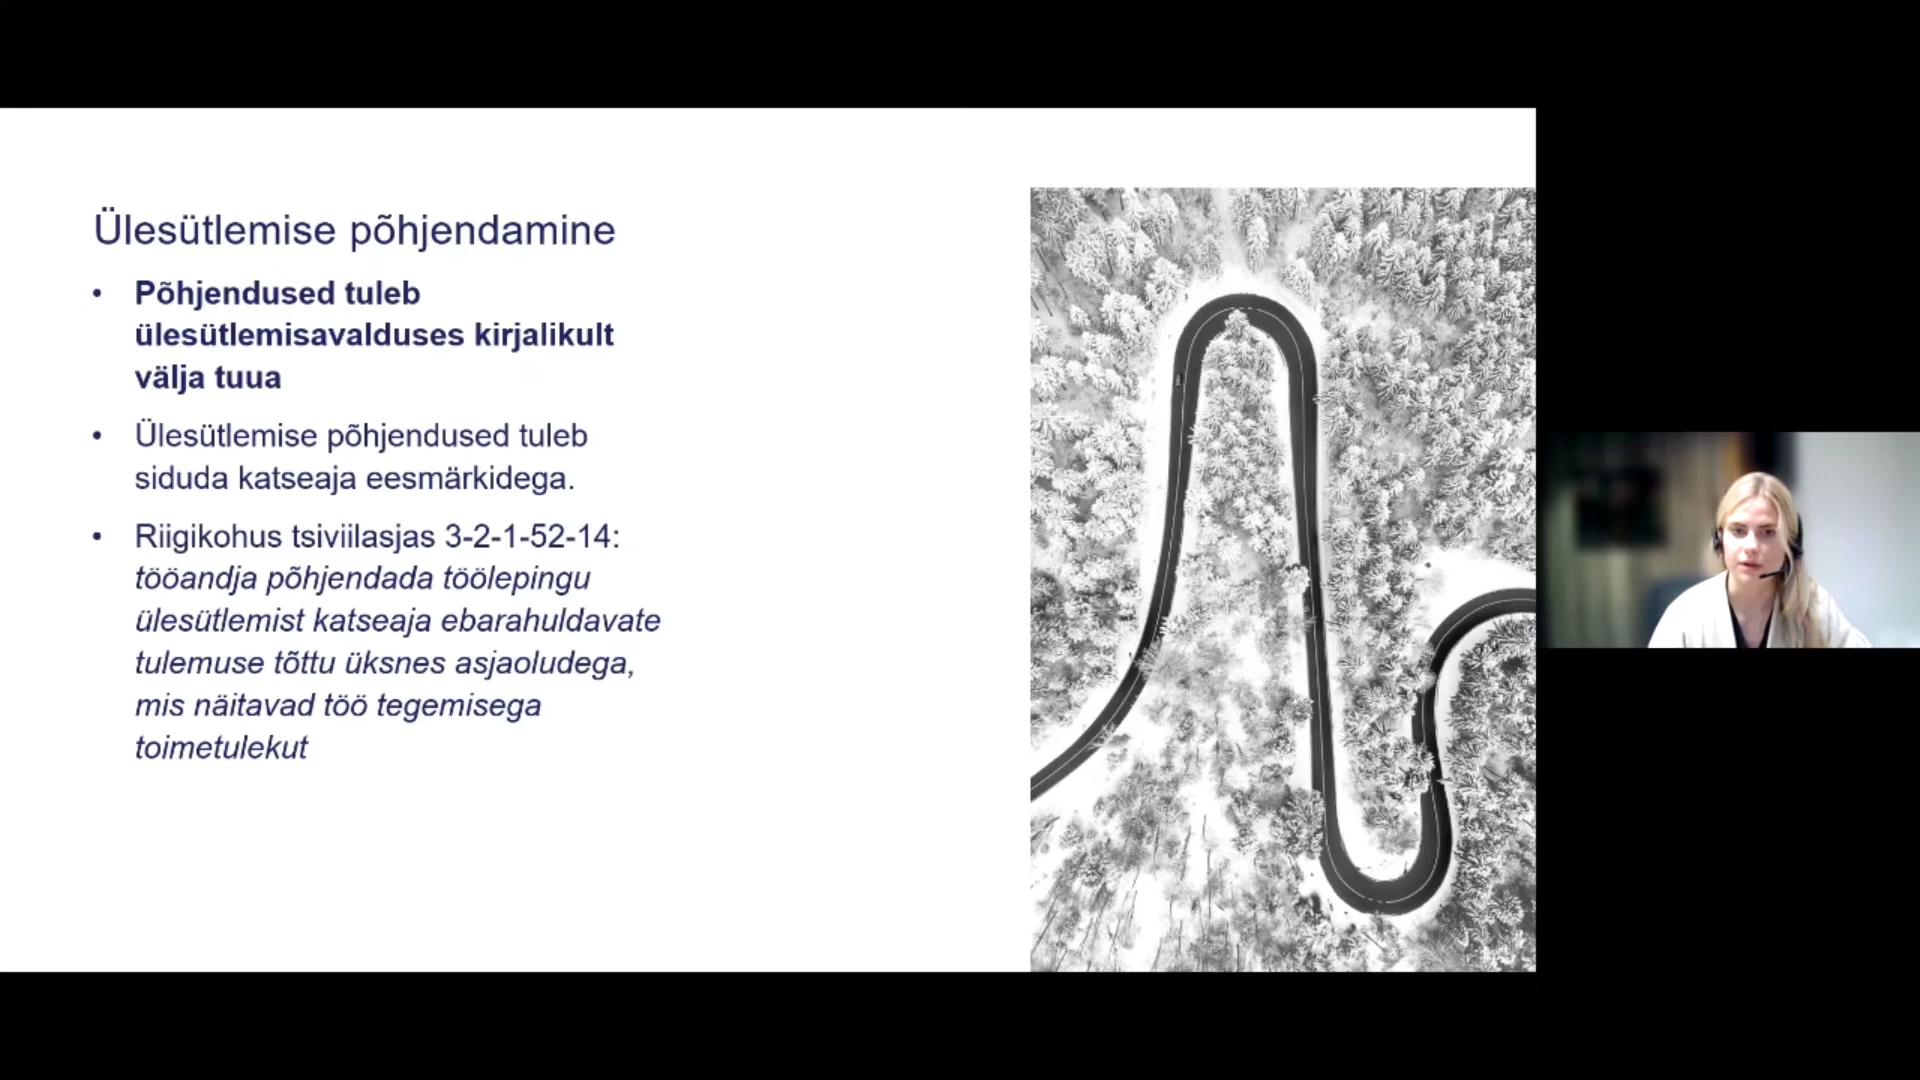 Ülesütlemise põhjendamine
• Põhjendused tuleb
ülesütlemisavalduses kirjalikult
välja tuua
• Ülesütlemise põhjendused tuleb
siduda katseaja eesmärkidega.
• Riigikohus tsiviilasjas 3-2-1-52-14:
tööandja põhjendada töölepingu
ülesütlemist katseaja ebarahuldavate
tulemuse tõttu üksnes asjaoludega,
mis näitavad töö tegemisega
toimetulekut